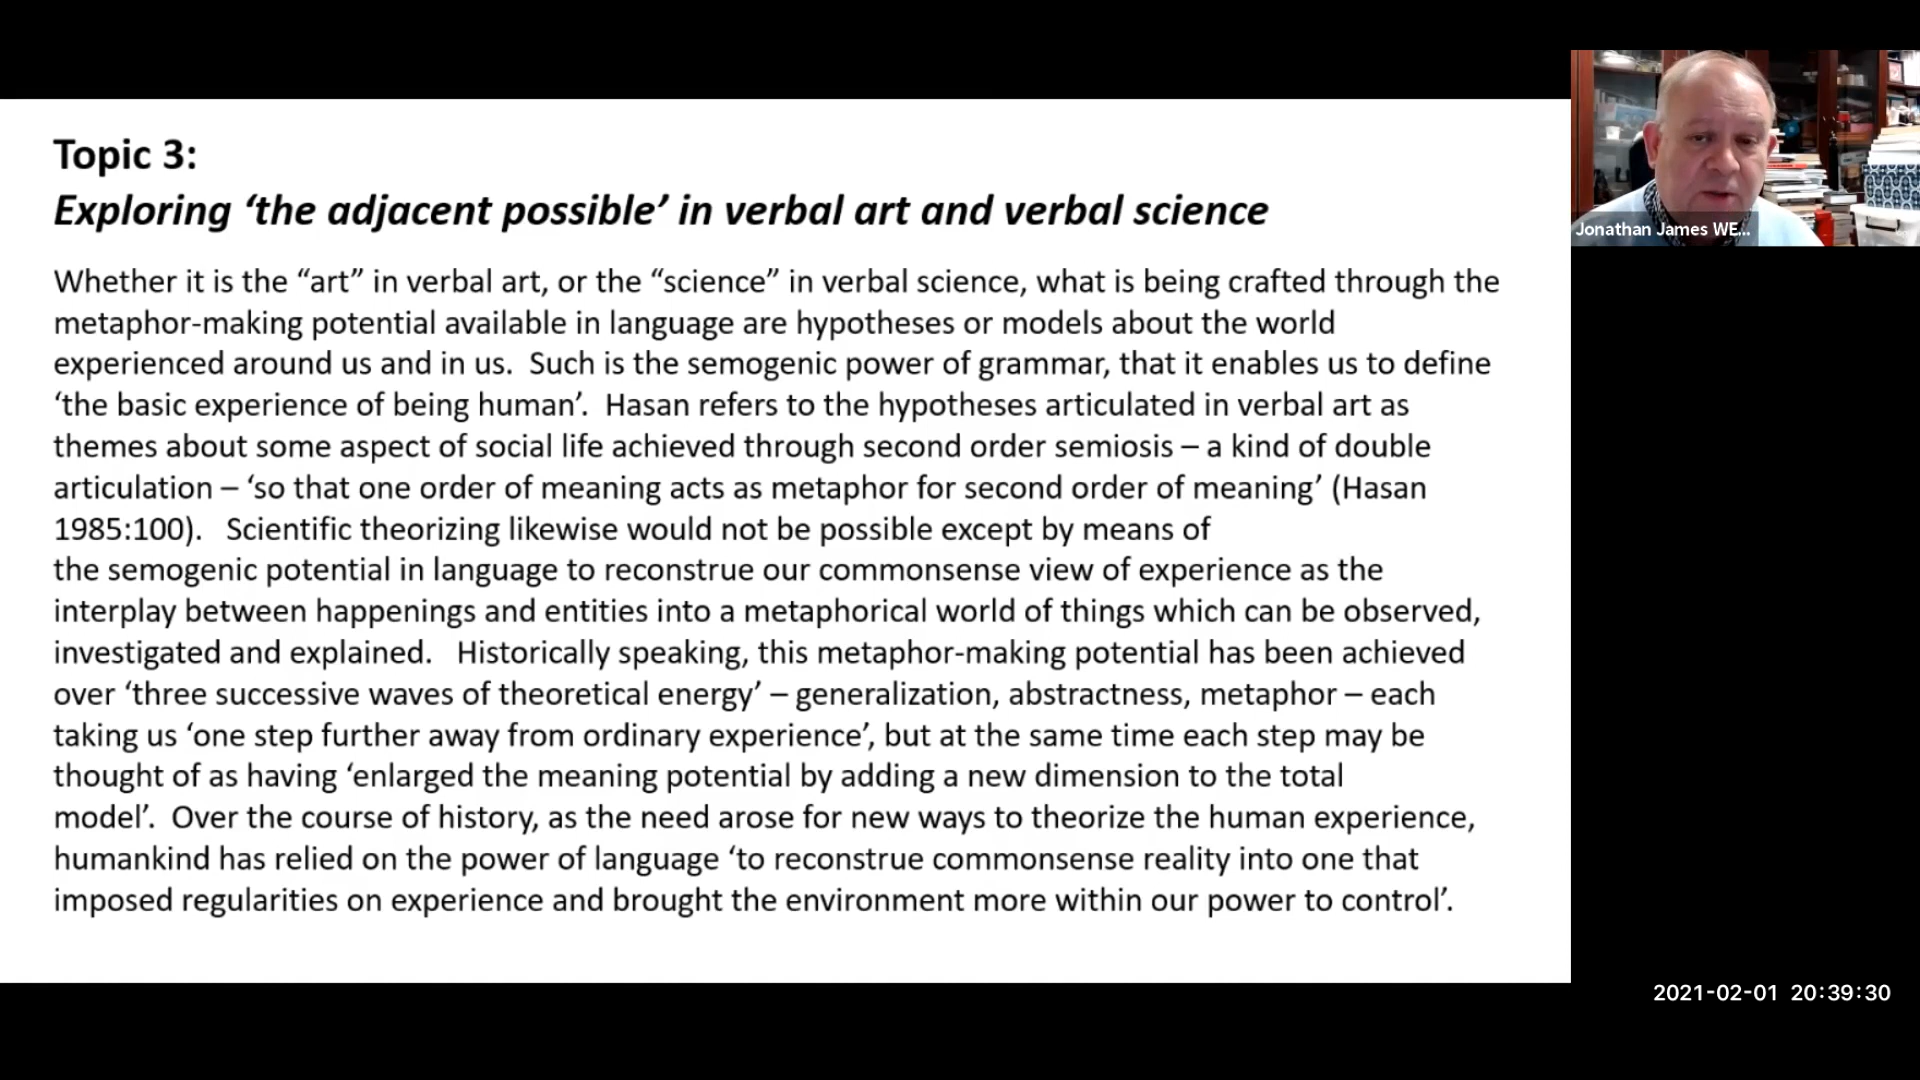 Topic 3:
Exploring ‘the adjacent possible’ in verbal art and verbal science
Whether it is the “art” in verbal art, or the “science” in verbal science, what is being crafted through the
metaphor-making potential available in language are hypotheses or models about the world
experienced around us and in us.  Such is the semogenic power of grammar, that it enables us to define
‘the basic experience of being human’.  Hasan refers to the hypotheses articulated in verbal art as
themes about some aspect of social life achieved through second order semiosis – a kind of double
articulation – ‘so that one order of meaning acts as metaphor for second order of meaning’ (Hasan
1985:100).   Scientific theorizing likewise would not be possible except by means of
the semogenic potential in language to reconstrue our commonsense view of experience as the
interplay between happenings and entities into a metaphorical world of things which can be observed,
investigated and explained.   Historically speaking, this metaphor-making potential has been achieved
over ‘three successive waves of theoretical energy’ – generalization, abstractness, metaphor – each
taking us ‘one step further away from ordinary experience’, but at the same time each step may be
thought of as having ‘enlarged the meaning potential by adding a new dimension to the total
model’.  Over the course of history, as the need arose for new ways to theorize the human experience,
humankind has relied on the power of language ‘to reconstrue commonsense reality into one that
imposed regularities on experience and brought the environment more within our power to control’.
Jonathan James WE...
2021-02-01 20:39:30